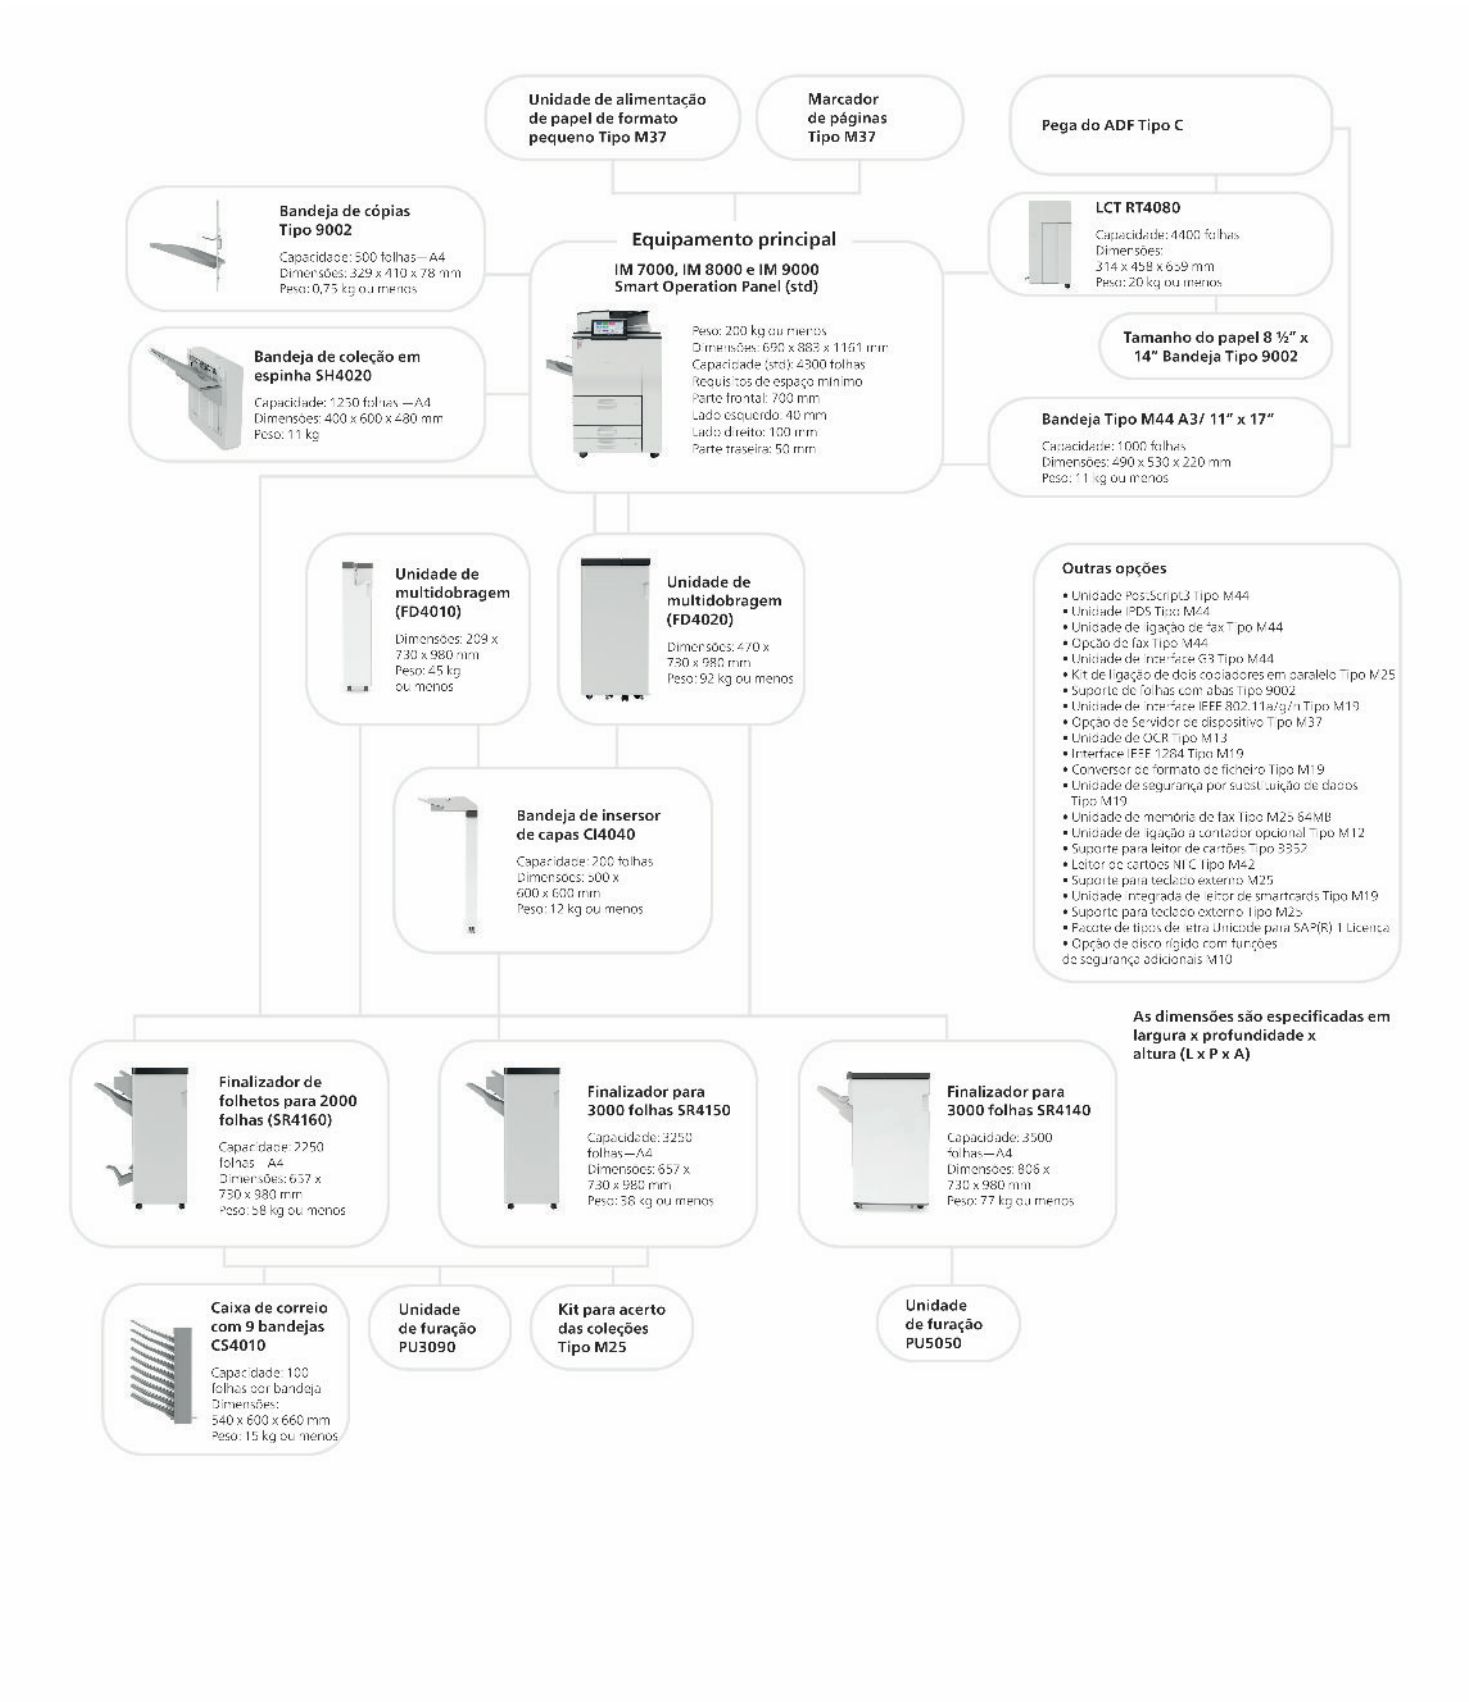 Unidade de alimentação
de papel de formato
pequeno Tipo M37
Marcador
de páginas
Tipo M37
Pega do ADF Tipo C
Bandeja de cópias
Tipo 9002
Capacidade: 500 folhas—A4
Dimensões: 329 x 410 x 78 mm
Peso: 0,75 kg ou menos
Equipamento principal
IM 7000, IM 8000 e IM 9000
Smart Operation Panel (std)
Peso: 200 kg ou menos
Dimensões: 690 x 883 x 1161 mm
Capacidade (std): 4300 folhas
Requisitos de espaço mínimo
Parte frontal: 700 mm
Lado esquerdo: 40 mm
Lado direito: 100 mm
Parte traseira: 50 mm
LCT RT4080
Capacidade: 4400 folhas
Dimensões:
314 x 458 x 659 mm
Peso: 20 kg ou menos
Tamanho do papel 8 ½” x
14” Bandeja Tipo 9002
Bandeja de coleção em
espinha SH4020
Capacidade: 1250 folhas —A4
Dimensões: 400 x 600 x 480 mm
Peso: 11 kg
Bandeja Tipo M44 A3/ 11” x 17”
Capacidade: 1000 folhas
Dimensões: 490 x 530 x 220 mm
Peso: 11 kg ou menos
Unidade de
multidobragem
(FD4010)
Dimensões: 209 x
730 x 980 mm
Peso: 45 kg
ou menos
Unidade de
multidobragem
(FD4020)
Dimensões: 470 x
730 x 980 mm
Peso: 92 kg ou menos
Outras opções
• Unidade PostScript3 Tipo M44
• Unidade IPDS Tipo M44
• Unidade de ligação de fax Tipo M44
• Opção de fax Tipo M44
• Unidade de interface G3 Tipo M44
• Kit de ligação de dois copiadores em paralelo Tipo M25
• Suporte de folhas com abas Tipo 9002
• Unidade de interface IEEE 802.11a/g/n Tipo M19
• Opção de Servidor de dispositivo Tipo M37
• Unidade de OCR Tipo M13
• Interface IEEE 1284 Tipo M19
• Conversor de formato de ficheiro Tipo M19
• Unidade de segurança por substituição de dados
Tipo M19
• Unidade de memória de fax Tipo M25 64MB
• Unidade de ligação a contador opcional Tipo M12
• Suporte para leitor de cartões Tipo 3352
• Leitor de cartões NFC Tipo M42
• Suporte para teclado externo M25
• Unidade integrada de leitor de smartcards Tipo M19
• Suporte para teclado externo Tipo M25
• Pacote de tipos de letra Unicode para SAP(R) 1 Licença
• Opção de disco rígido com funções
de segurança adicionais M10
Bandeja de insersor
de capas CI4040
Capacidade: 200 folhas
Dimensões: 500 x
600 x 600 mm
Peso: 12 kg ou menos
As dimensões são especificadas em
largura x profundidade x
altura (L x P x A)
Finalizador de
folhetos para 2000
folhas (SR4160)
Capacidade: 2250
folhas—A4
Dimensões: 657 x
730 x 980 mm
Peso: 58 kg ou menos
Finalizador para
3000 folhas SR4150
Capacidade: 3250
folhas—A4
Dimensões: 657 x
730 x 980 mm
Peso: 38 kg ou menos
Finalizador para
3000 folhas SR4140
Capacidade: 3500
folhas—A4
Dimensões: 806 x
730 x 980 mm
Peso: 77 kg ou menos
Caixa de correio
com 9 bandejas
CS4010
Capacidade: 100
folhas por bandeja
Dimensões:
540 x 600 x 660 mm
Peso: 15 kg ou menos
Unidade
de furação
PU3090
Kit para acerto
das coleções
Tipo M25
Unidade
de furação
PU5050